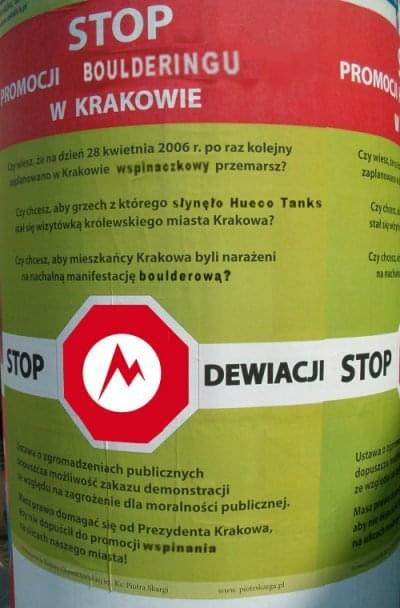 STOP
PROMOCJI BOULDERINGU
W KRAKOWIE
PROMOCJ
Czy wiesz, że na dzień 28 kwietnia 2006 r. po raz kolejny
zaplanowano w Krakowie wspinaczkowy przemarsz?
Czy chcesz, aby grzech z którego słynęło Hueco Tanks
stał się wizytówką królewskiego miasta Krakowa?
Czy chcesz, aby mieszkańcy Krakowa byli narażeni
na nachalną manifestację boulderową?
STOP DEWIACJI STOP
Ustawa o zgromadzeniach publicznych
dopuszcza możliwość zakazu demonstracji
ze względu na zagrożenie dla moralności publicznej.
Masz prawo domagać się od Prezydenta Krakowa,
aby nie dopuścił do promocji wspinania
na ulicach naszego miasta!
im. Ks. Piotra Skargi www.piotrskarga.pl